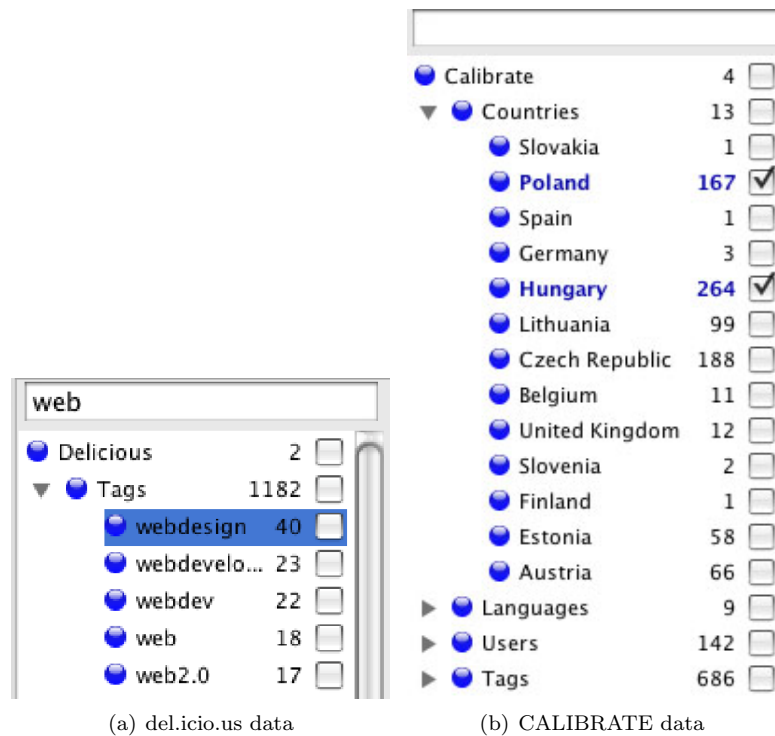 web
Delicious 2
Tags 1182
webdesign 40
webdevelo... 23
webdev 22
web 18
web2.0 17
(a) del.icio.us data
Calibrate 4
Countries 13
Slovakia 1
Poland 167
Spain 1
Germany 3
Hungary 264
Lithuania 99
Czech Republic 188
Belgium 11
United Kingdom 12
Slovenia 2
Finland 1
Estonia 58
Austria 66
Languages 9
Users 142
Tags 686
(b) CALIBRATE data